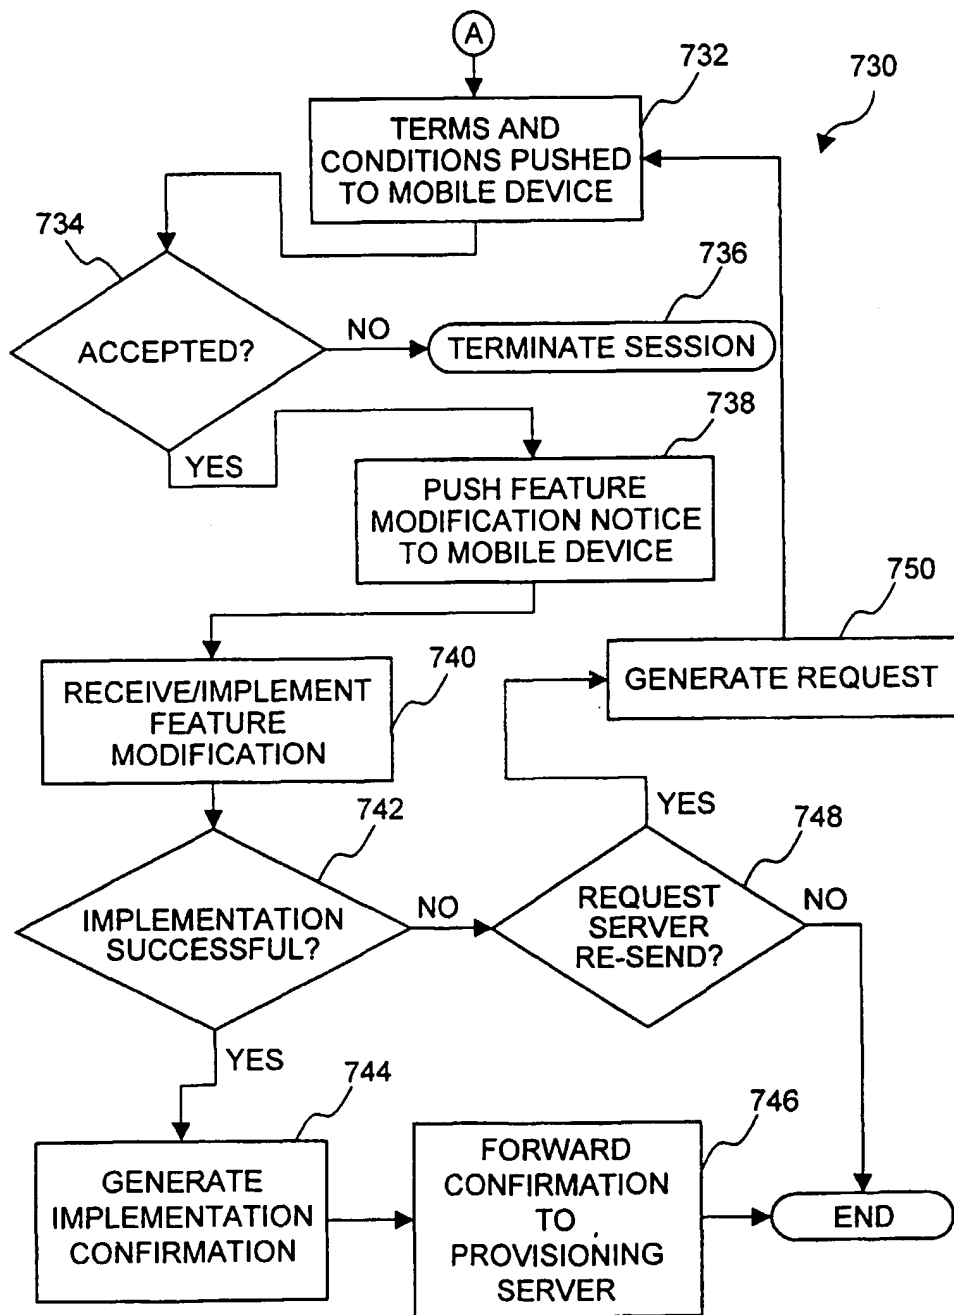 A
732
730
TERMS AND
CONDITIONS PUSHED
TO MOBILE DEVICE
734
736
ACCEPTED?
NO
TERMINATE SESSION
738
YES
PUSH FEATURE
MODIFICATION NOTICE
TO MOBILE DEVICE
750
740
GENERATE REQUEST
RECEIVE/IMPLEMENT
FEATURE
MODIFICATION
742
YES
748
IMPLEMENTATION
SUCCESSFUL?
NO
REQUEST
SERVER
RE-SEND?
NO
YES
744
746
GENERATE
IMPLEMENTATION
CONFIRMATION
FORWARD
CONFIRMATION
TO
PROVISIONING
SERVER
END